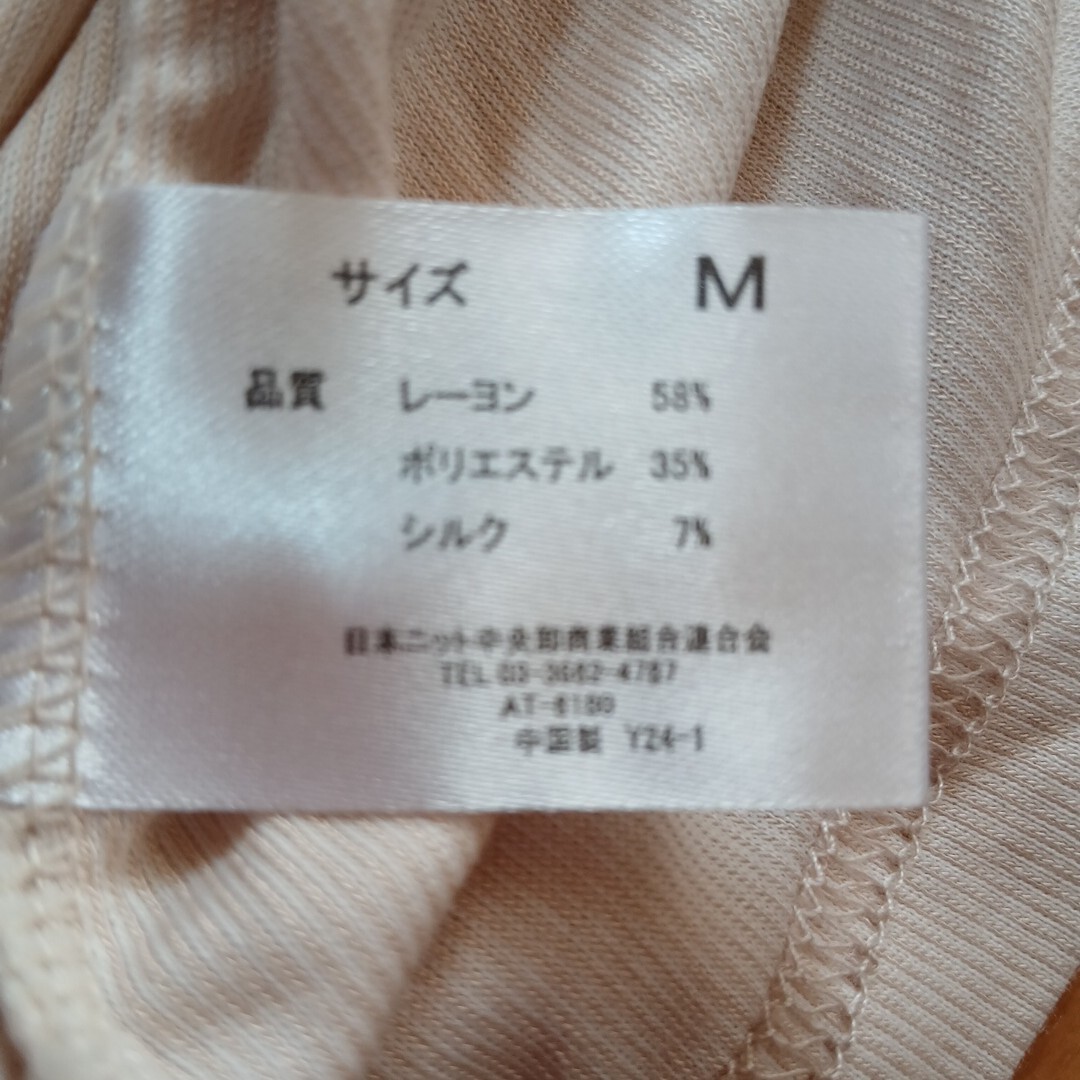 サイズ M
品質 レーヨン 58%
ポリエステル 35%
シルク 7%
日本ニット中央卸商業組合連合会
TEL 03-3662-4767
AT-6180
中国製 Y24-1